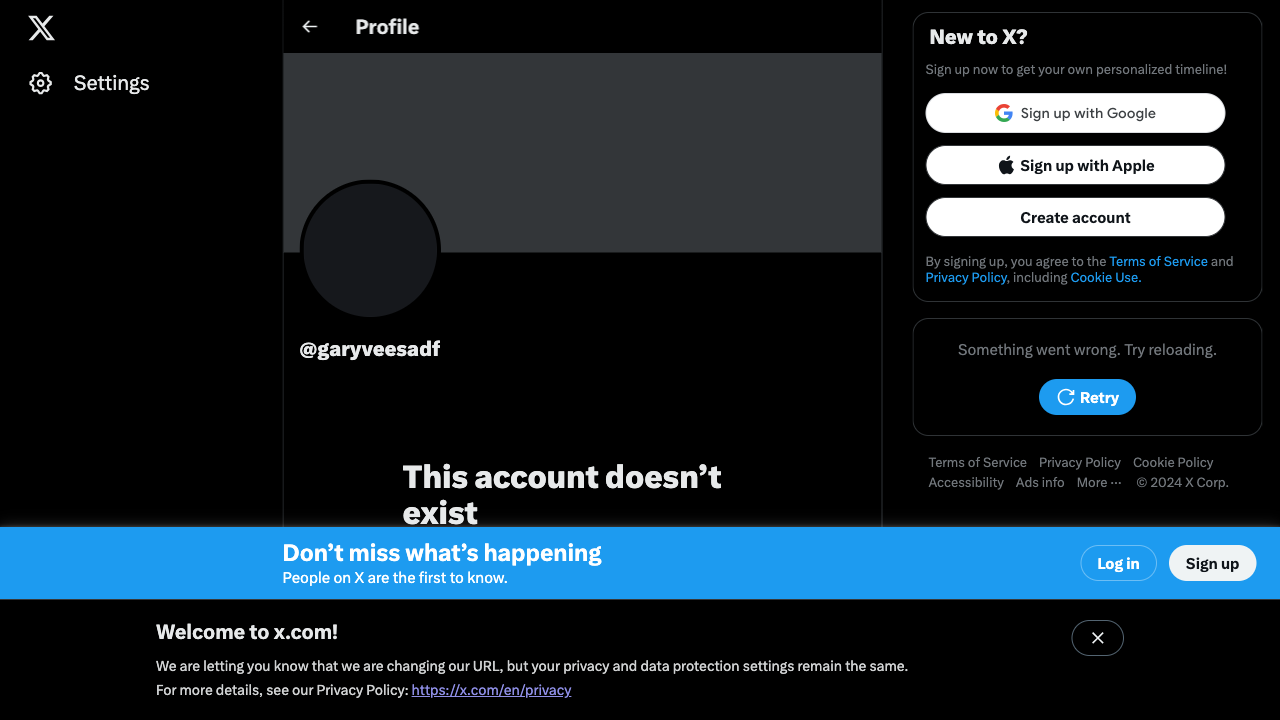 Settings
Profile
@garyveesadf
This account doesn’t
exist
New to X?
Sign up now to get your own personalized timeline!
Sign up with Google
Sign up with Apple
Create account
By signing up, you agree to the Terms of Service and
Privacy Policy, including Cookie Use.
Something went wrong. Try reloading.
Retry
Terms of Service Privacy Policy Cookie Policy
Accessibility Ads info More ··· © 2024 X Corp.
Don’t miss what’s happening
People on X are the first to know.
Log in
Sign up
Welcome to x.com!
We are letting you know that we are changing our URL, but your privacy and data protection settings remain the same.
For more details, see our Privacy Policy: https://x.com/en/privacy